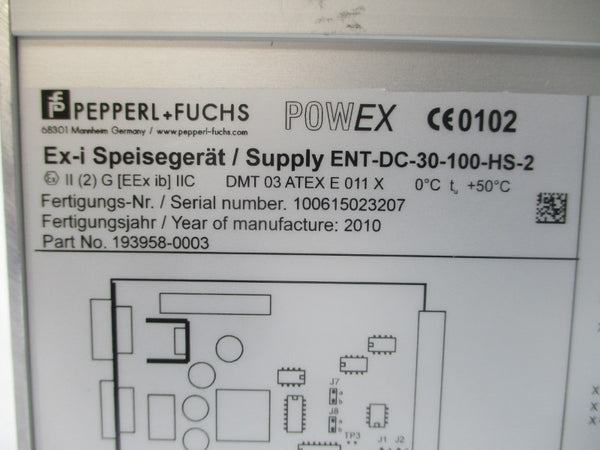 PEPPERL+FUCHS POWEX CE0102
68301 Mannheim Germany / www.pepperl-fuchs.com
Ex-i Speisegerät / Supply ENT-DC-30-100-HS-2
Ex II (2) G [EEx ib] IIC DMT 03 ATEX E 011 X 0°C tₐ +50°C
Fertigungs-Nr. / Serial number. 100615023207
Fertigungsjahr / Year of manufacture: 2010
Part No. 193958-0003
J7
a
b
J8
a
b
TP3
J1 J2
X
X
X